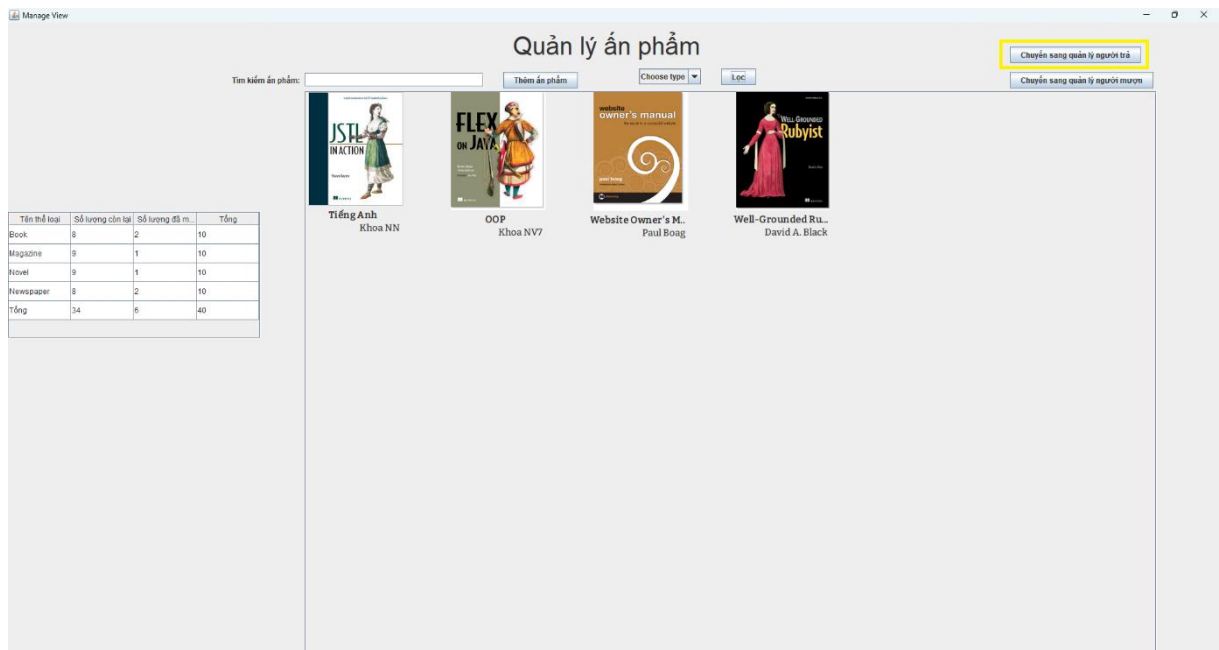 Manage View
Quản lý ấn phẩm
Chuyển sang quản lý người trả
Tìm kiếm ấn phẩm:
Thêm ấn phẩm
Choose type
Lọc
Chuyển sang quản lý người mượn
JSTL
IN ACTION
FLEX
ON JAVA
website
owner's manual
paul boag
WELL-GROUNDED
Rubyist
Tiếng Anh
Khoa NN
OOP
Khoa NV7
Website Owner's M..
Paul Boag
Well-Grounded Ru...
David A. Black
Tên thể loại Số lượng còn lại Số lượng đã m... Tổng
Book 8 2 10
Magazine 9 1 10
Novel 9 1 10
Newspaper 8 2 10
Tổng 34 6 40